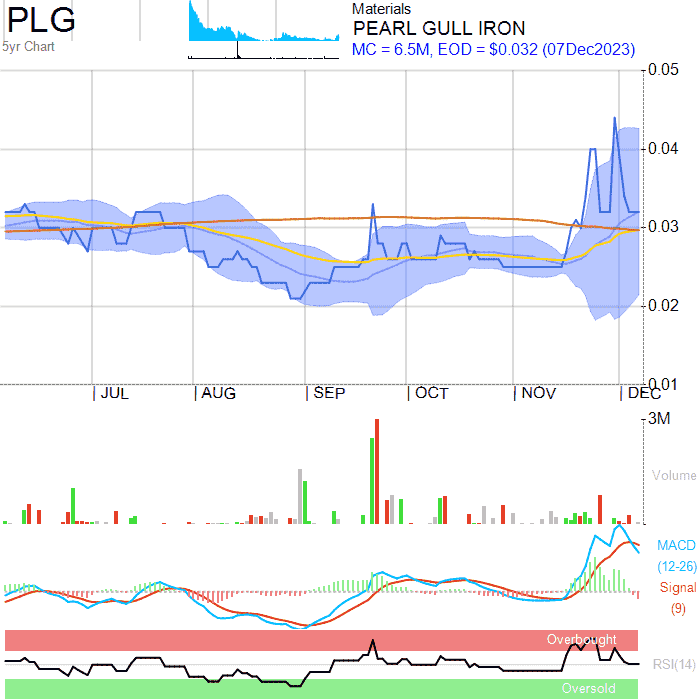 PLG
5yr Chart
Materials
PEARL GULL IRON
MC = 6.5M, EOD = $0.032 (07Dec2023)
0.05
0.04
0.03
0.02
0.01
JUL AUG SEP OCT NOV DEC
3M
Volume
MACD
(12-26)
Signal
(9)
Overbought
RSI(14)
Oversold